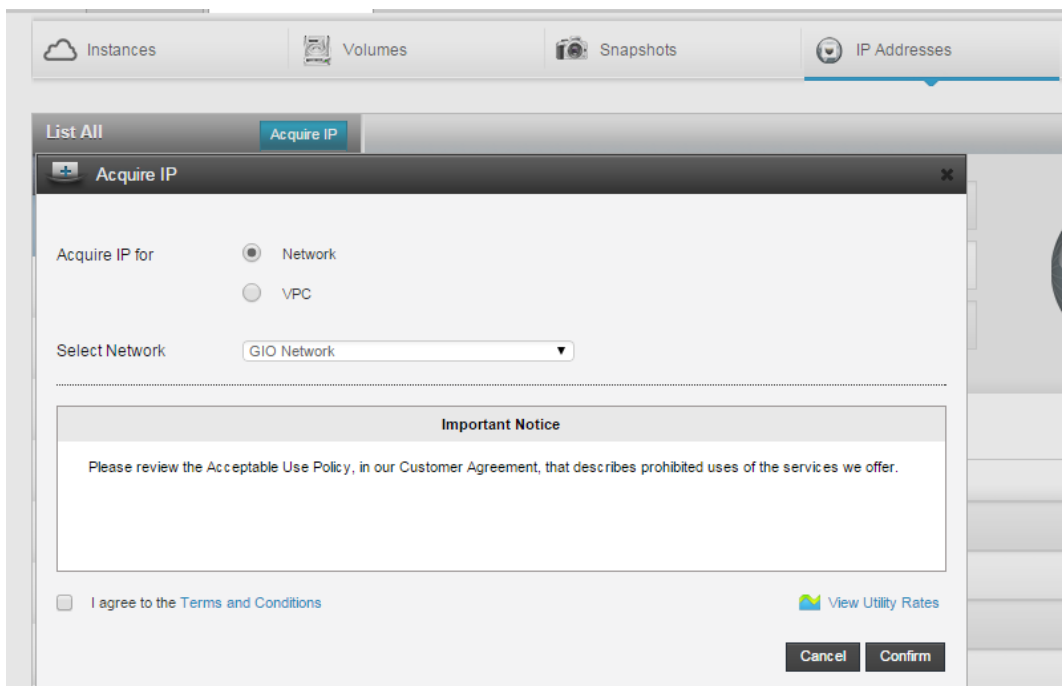 Instances
Volumes
Snapshots
IP Addresses
List All
Acquire IP
Acquire IP
Acquire IP for
Network
VPC
Select Network
GIO Network
Important Notice
Please review the Acceptable Use Policy, in our Customer Agreement, that describes prohibited uses of the services we offer.
I agree to the Terms and Conditions
View Utility Rates
Cancel
Confirm